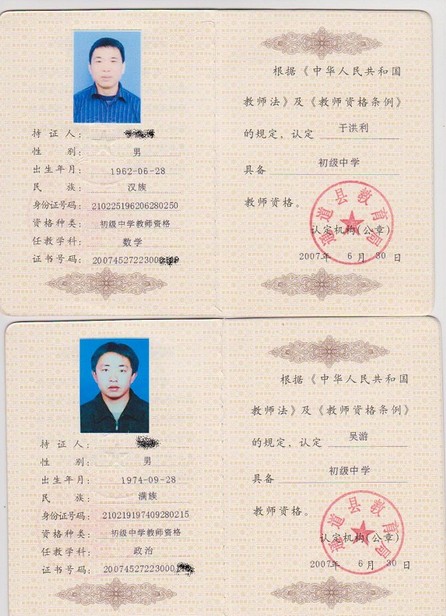 持 证 人：
性　　别： 男
出生年月： 1962-06-28
民　　族： 汉族
身份证号码： 210225196206280250
资格种类： 初级中学教师资格
任教学科： 数学
证书号码： 20074527223000
根据《中华人民共和国
教师法》及《教师资格条例》
的规定，认定 于洪利
具备 初级中学
教师资格。
县教育局
认定机构(公章)
2007年 6月30日
持 证 人：
性　　别： 男
出生年月： 1974-09-28
民　　族： 满族
身份证号码： 210219197409280215
资格种类： 初级中学教师资格
任教学科： 政治
证书号码： 20074527223000
根据《中华人民共和国
教师法》及《教师资格条例》
的规定，认定 吴游
具备 初级中学
教师资格。
县教育局
认定机构(公章)
2007年 6月30日